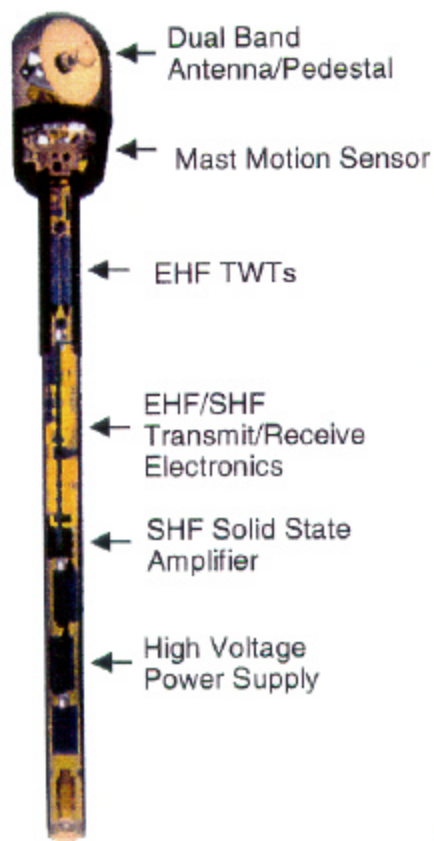 Dual Band
Antenna/Pedestal
Mast Motion Sensor
EHF TWTs
EHF/SHF
Transmit/Receive
Electronics
SHF Solid State
Amplifier
High Voltage
Power Supply